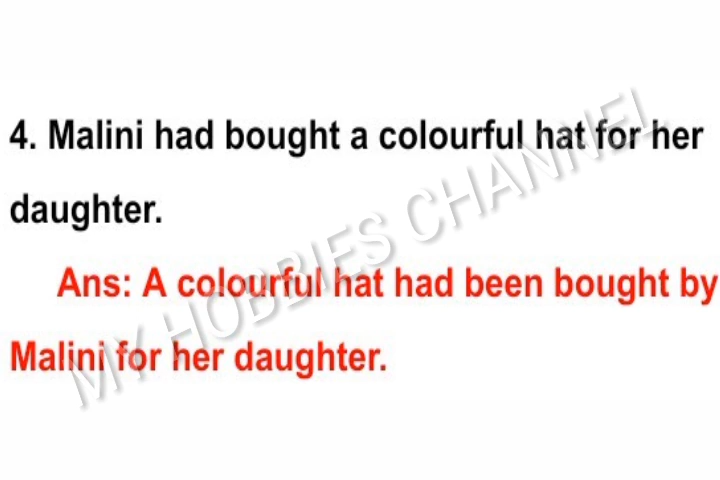 4. Malini had bought a colourful hat for her
daughter.
Ans: A colourful hat had been bought by
Malini for her daughter.
MY HOBBIES CHANNEL